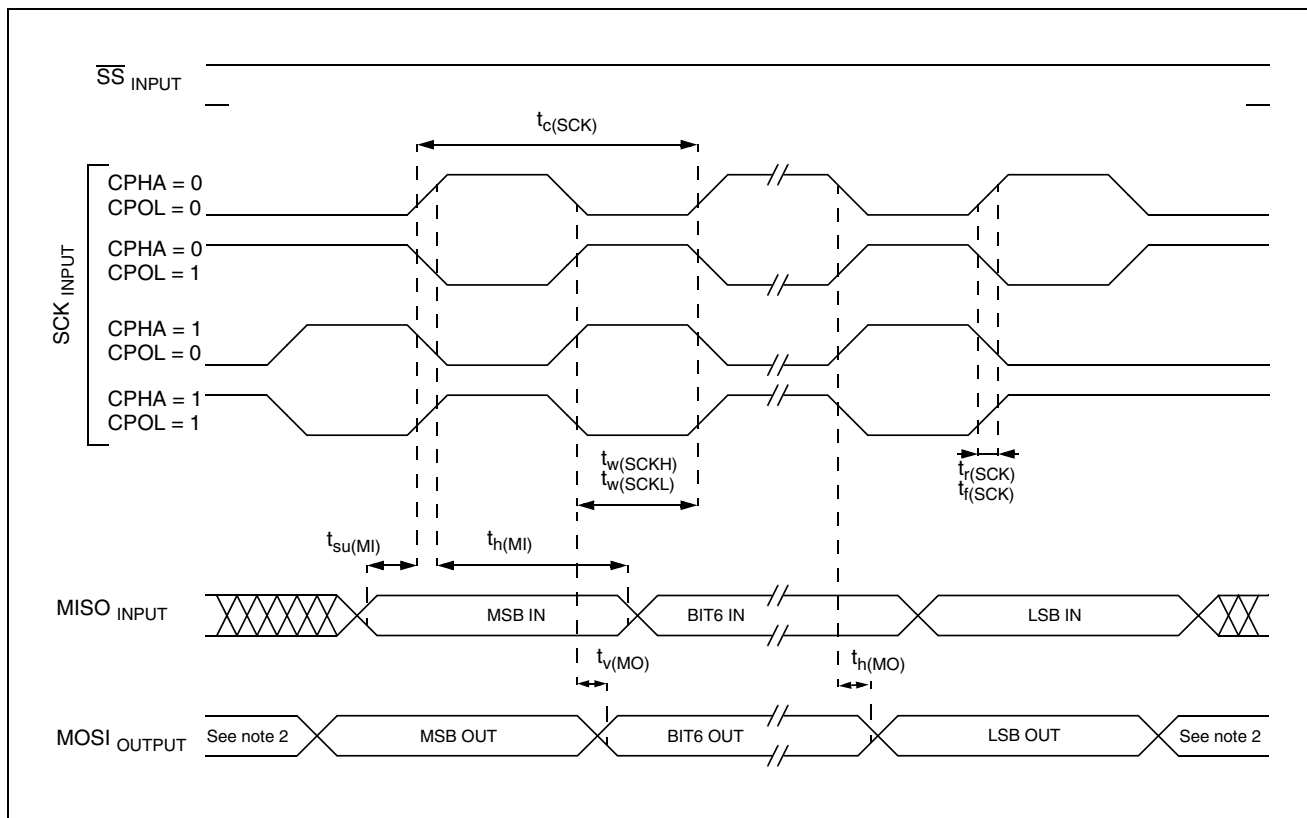 SS INPUT
tc(SCK)
SCK INPUT
CPHA = 0
CPOL = 0
CPHA = 0
CPOL = 1
CPHA = 1
CPOL = 0
CPHA = 1
CPOL = 1
tw(SCKH)
tw(SCKL)
tr(SCK)
tf(SCK)
tsu(MI)
th(MI)
MISO INPUT
MSB IN
BIT6 IN
LSB IN
tv(MO)
th(MO)
MOSI OUTPUT
See note 2
MSB OUT
BIT6 OUT
LSB OUT
See note 2